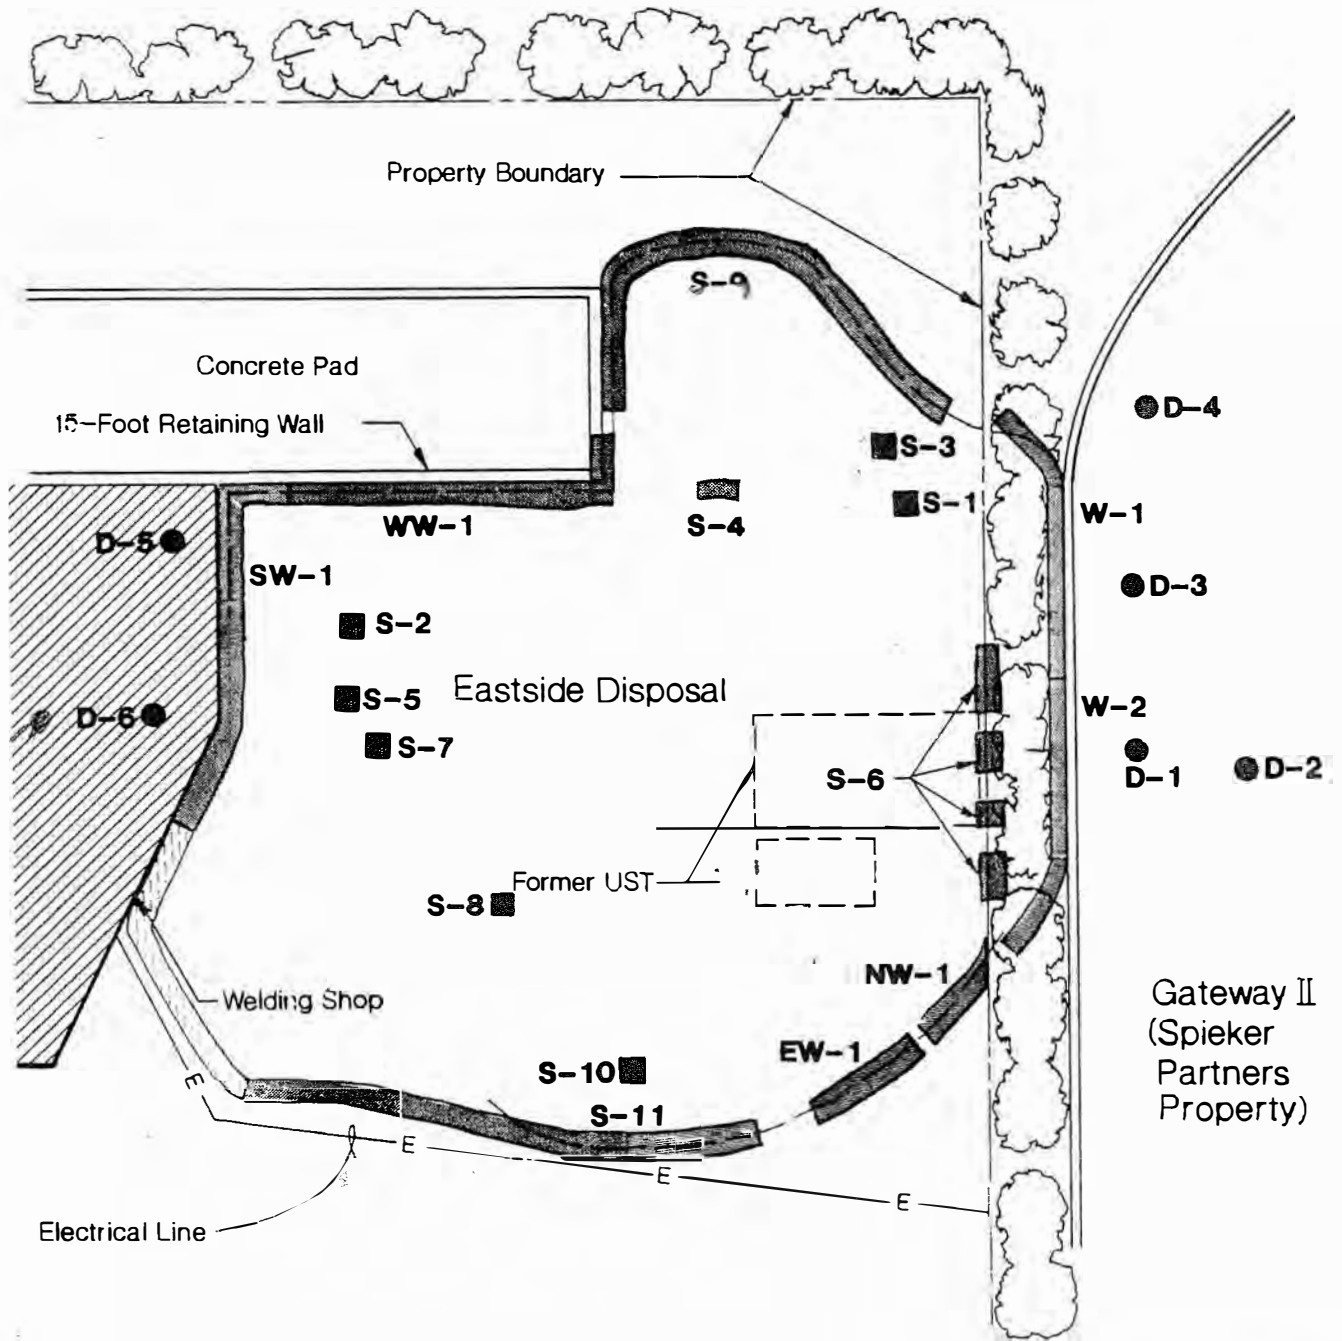 Property Boundary
S-9
Concrete Pad
15-Foot Retaining Wall
D-4
S-3
S-1
S-4
WW-1
W-1
D-5
SW-1
D-3
S-2
S-5
Eastside Disposal
D-6
W-2
S-7
S-6
D-1
D-2
Former UST
S-8
NW-1
Welding Shop
Gateway II
(Spieker
Partners
Property)
EW-1
S-10
E
S-11
E
E
E
Electrical Line